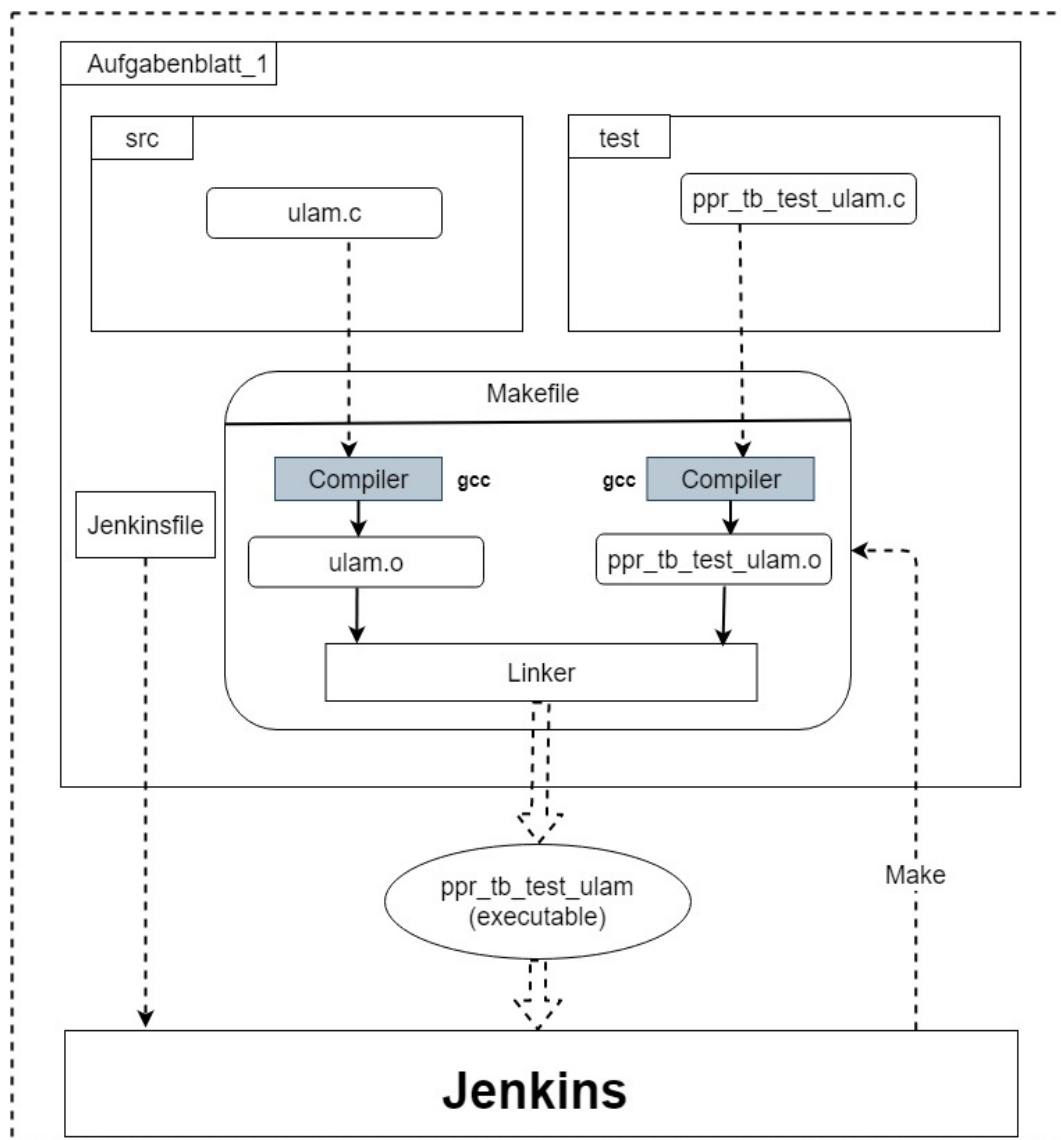 Aufgabenblatt_1
src
test
ulam.c
ppr_tb_test_ulam.c
Makefile
Compiler
gcc
gcc
Compiler
Jenkinsfile
ulam.o
ppr_tb_test_ulam.o
Linker
ppr_tb_test_ulam
(executable)
Make
Jenkins